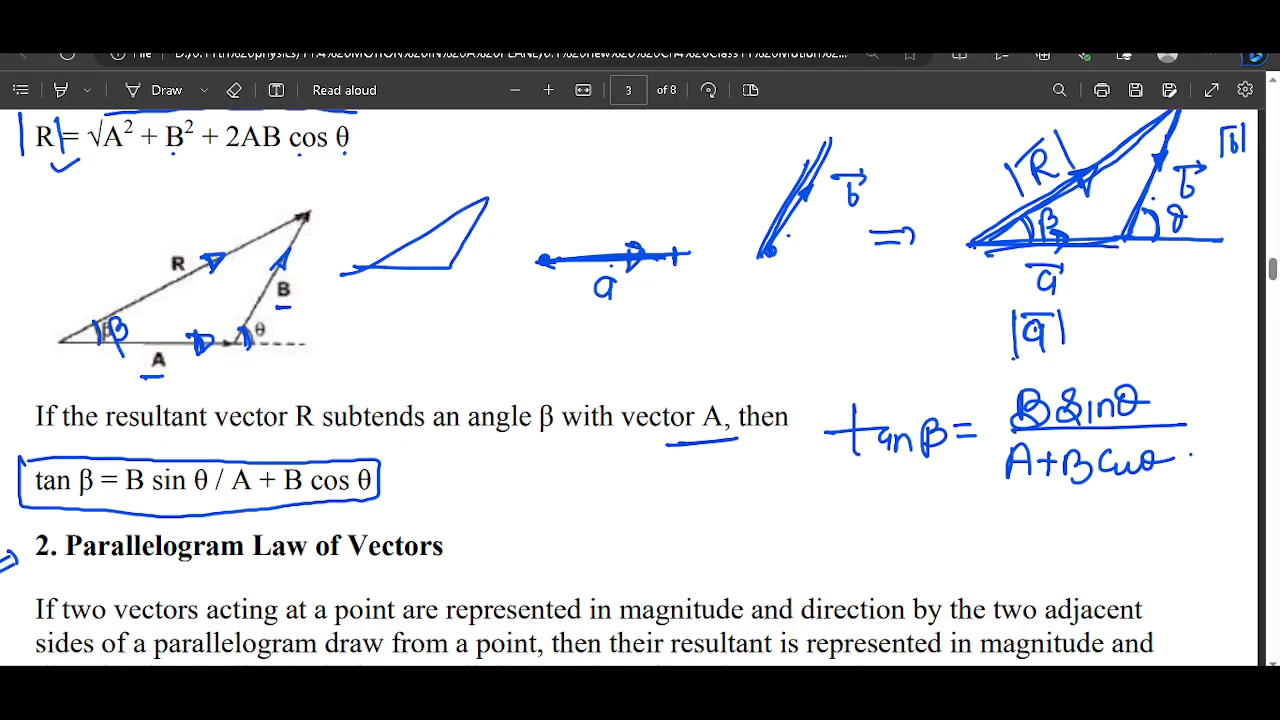 Draw
Read aloud
3 of 8
|R| = √A² + B² + 2AB cos θ
R
B
β β
θ
A
a
b
⇒
|R|
b
|b|
β
θ
a
|a|
If the resultant vector R subtends an angle β with vector A, then
tan β = B sin θ / A + B cos θ
tan β = B sinθ
A+B cosθ
⇒ 2. Parallelogram Law of Vectors
If two vectors acting at a point are represented in magnitude and direction by the two adjacent
sides of a parallelogram draw from a point, then their resultant is represented in magnitude and